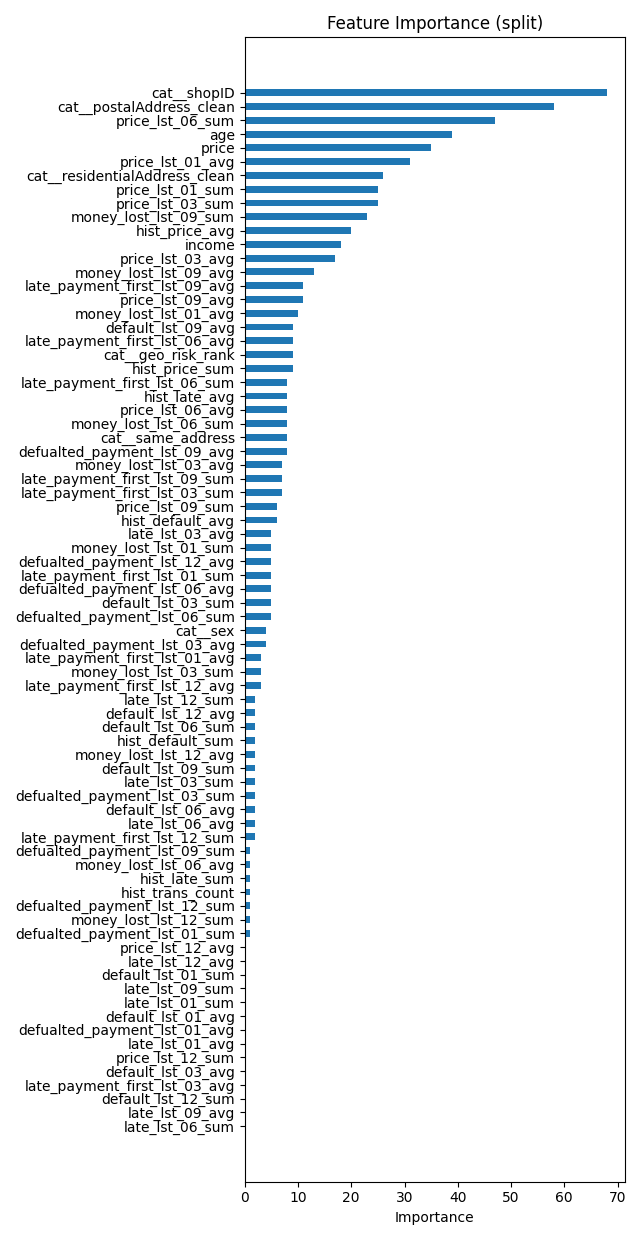 Feature Importance (split)
cat__shopID
cat__postalAddress_clean
price_lst_06_sum
age
price
price_lst_01_avg
cat__residentialAddress_clean
price_lst_01_sum
price_lst_03_sum
money_lost_lst_09_sum
hist_price_avg
income
price_lst_03_avg
money_lost_lst_09_avg
late_payment_first_lst_09_avg
price_lst_09_avg
money_lost_lst_01_avg
default_lst_09_avg
late_payment_first_lst_06_avg
cat__geo_risk_rank
hist_price_sum
late_payment_first_lst_06_sum
hist_late_avg
price_lst_06_avg
money_lost_lst_06_sum
cat__same_address
defualted_payment_lst_09_avg
money_lost_lst_03_avg
late_payment_first_lst_09_sum
late_payment_first_lst_03_sum
price_lst_09_sum
hist_default_avg
late_lst_03_avg
money_lost_lst_01_sum
defualted_payment_lst_12_avg
late_payment_first_lst_01_sum
defualted_payment_lst_06_avg
default_lst_03_sum
defualted_payment_lst_06_sum
cat__sex
defualted_payment_lst_03_avg
late_payment_first_lst_01_avg
money_lost_lst_03_sum
late_payment_first_lst_12_avg
late_lst_12_sum
default_lst_12_avg
default_lst_06_sum
hist_default_sum
money_lost_lst_12_avg
default_lst_09_sum
late_lst_03_sum
defualted_payment_lst_03_sum
default_lst_06_avg
late_lst_06_avg
late_payment_first_lst_12_sum
defualted_payment_lst_09_sum
money_lost_lst_06_avg
hist_late_sum
hist_trans_count
defualted_payment_lst_12_sum
money_lost_lst_12_sum
defualted_payment_lst_01_sum
price_lst_12_avg
late_lst_12_avg
default_lst_01_sum
late_lst_09_sum
late_lst_01_sum
default_lst_01_avg
defualted_payment_lst_01_avg
late_lst_01_avg
price_lst_12_sum
default_lst_03_avg
late_payment_first_lst_03_avg
default_lst_12_sum
late_lst_09_avg
late_lst_06_sum
0 10 20 30 40 50 60 70
Importance